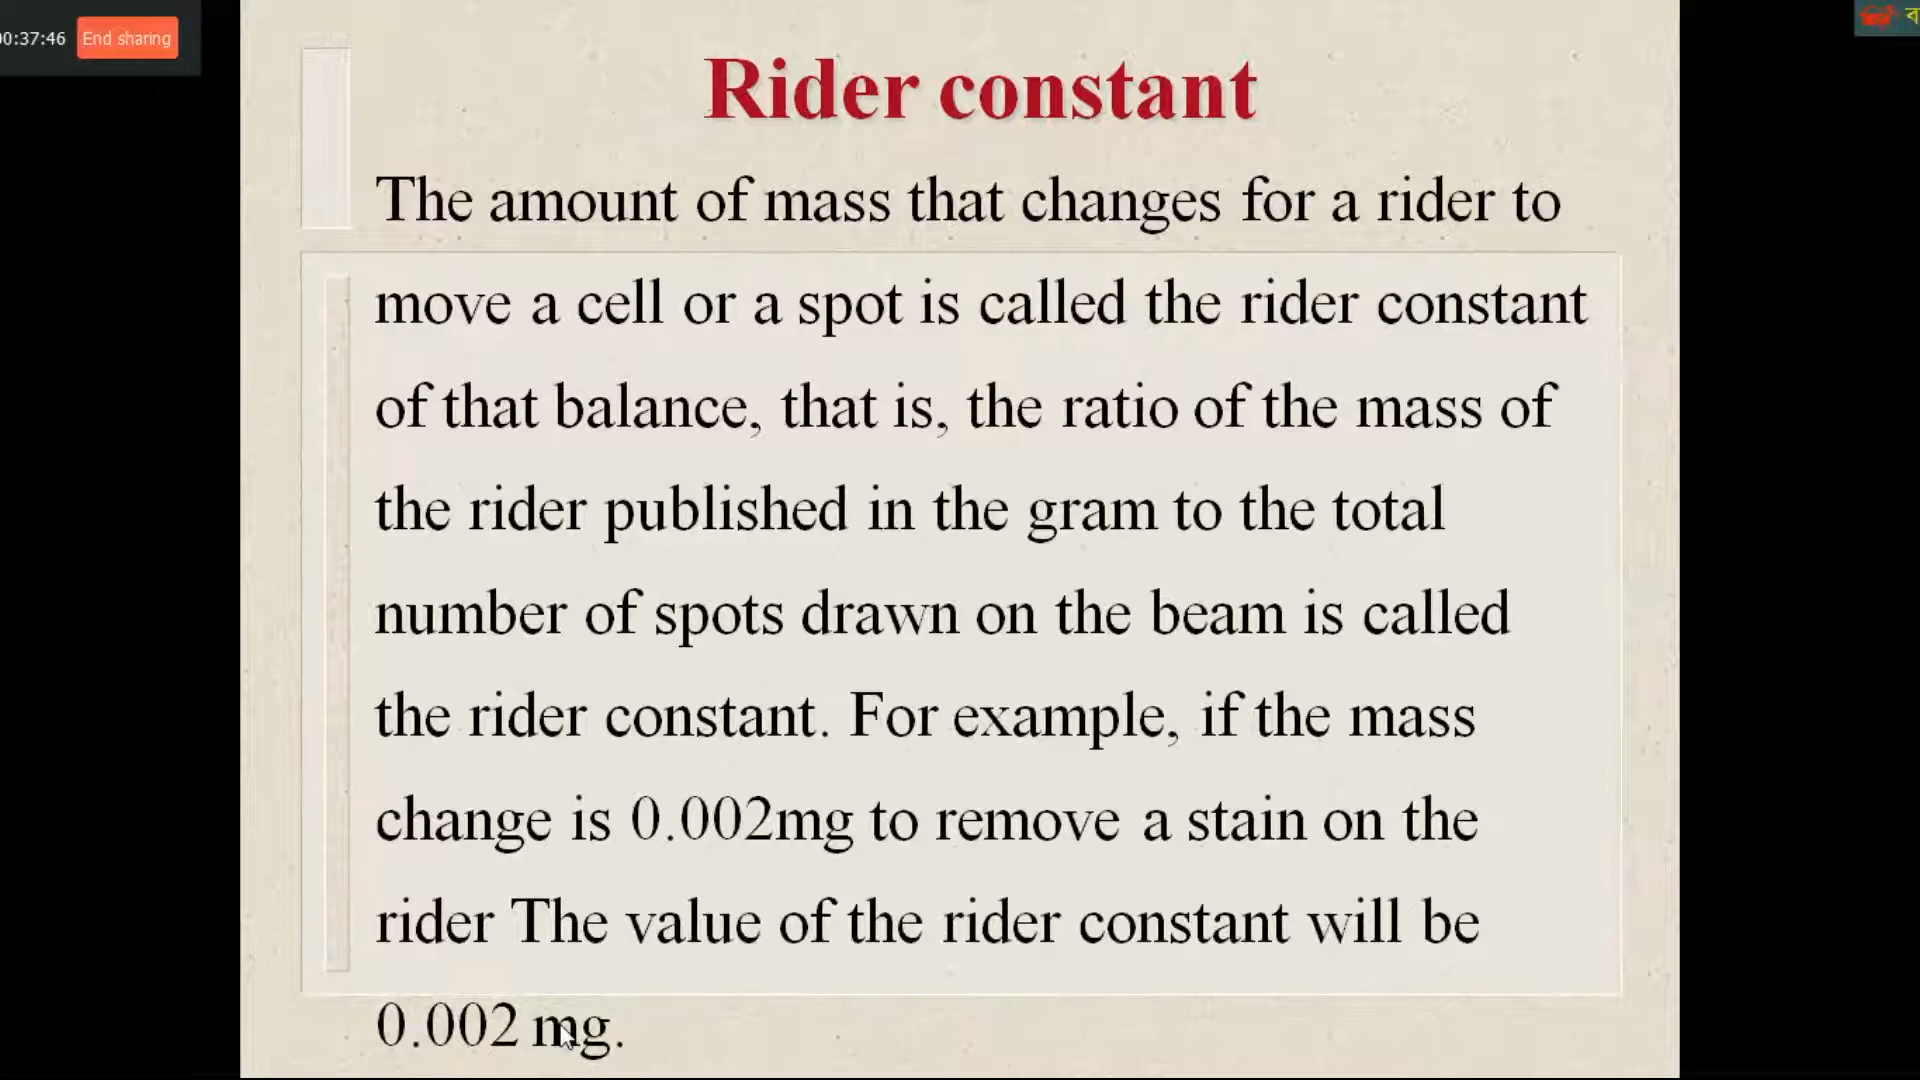 0:37:46 End sharing
ব
Rider constant
The amount of mass that changes for a rider to
move a cell or a spot is called the rider constant
of that balance, that is, the ratio of the mass of
the rider published in the gram to the total
number of spots drawn on the beam is called
the rider constant. For example, if the mass
change is 0.002mg to remove a stain on the
rider The value of the rider constant will be
0.002 mg.